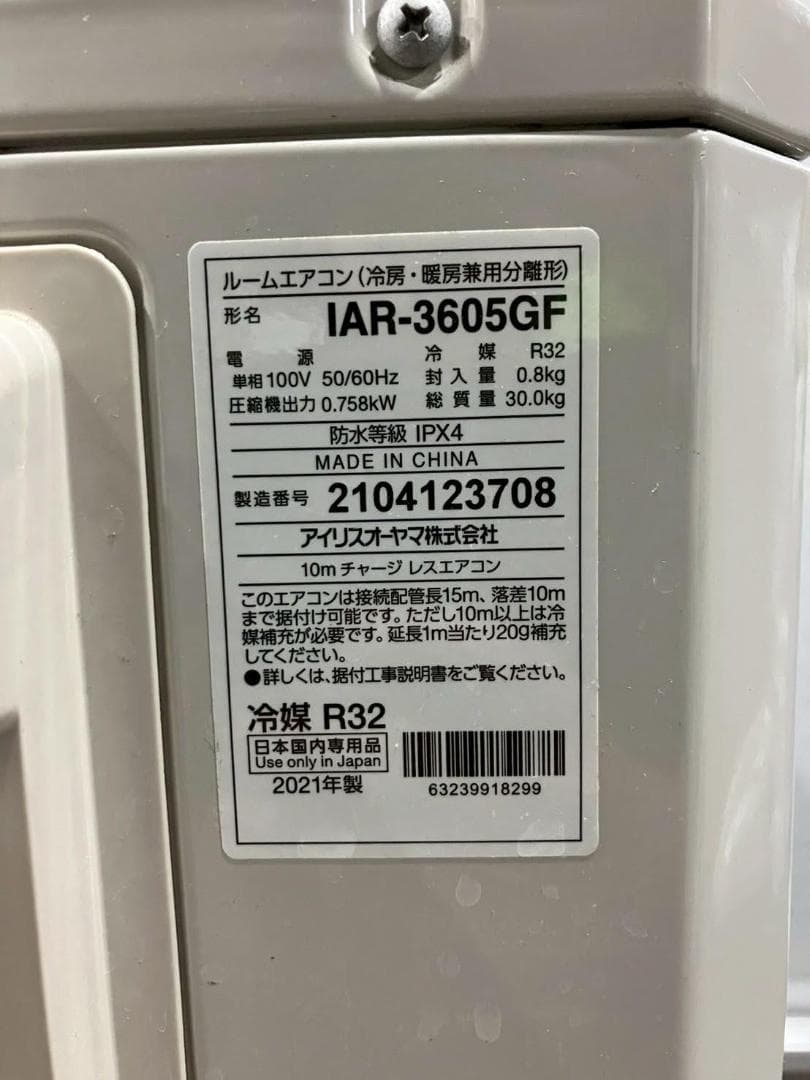 ルームエアコン(冷房・暖房兼用分離形)
形名 IAR-3605GF
電源 冷媒 R32
単相100V 50/60Hz 封入量 0.8kg
圧縮機出力 0.758kW 総質量 30.0kg
防水等級 IPX4
MADE IN CHINA
製造番号 2104123708
アイリスオーヤマ株式会社
10mチャージレスエアコン
このエアコンは接続配管長15m、落差10m
まで据付け可能です。ただし10m以上は冷
媒補充が必要です。延長1m当たり20g補充
してください。
●詳しくは、据付工事説明書をご覧ください。
冷媒 R32
日本国内専用品
Use only in Japan
2021年製
63239918299